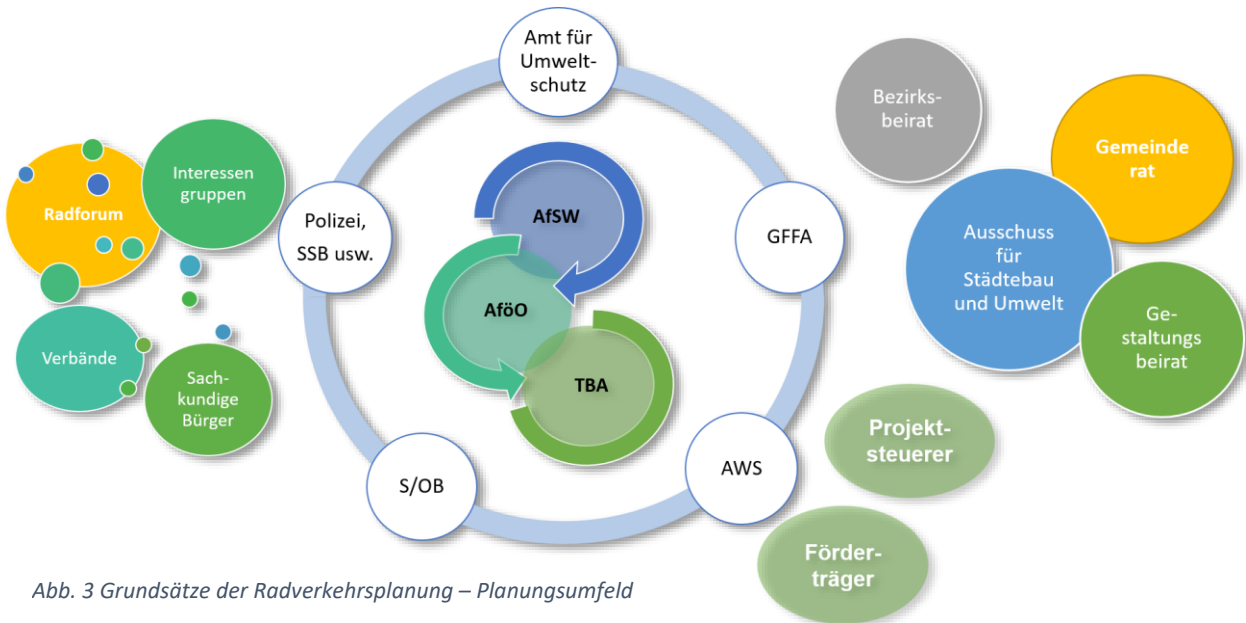 Amt für
Umwelt-
schutz
Bezirks-
beirat
Gemeinde
rat
Interessen
gruppen
Radforum
Polizei,
SSB usw.
AfSW
GFFA
Ausschuss
für
Städtebau
und Umwelt
AföO
Ge-
staltungs
beirat
Verbände
Sach-
kundige
Bürger
TBA
Projekt-
steuerer
S/OB
AWS
Förder-
träger
Abb. 3 Grundsätze der Radverkehrsplanung – Planungsumfeld